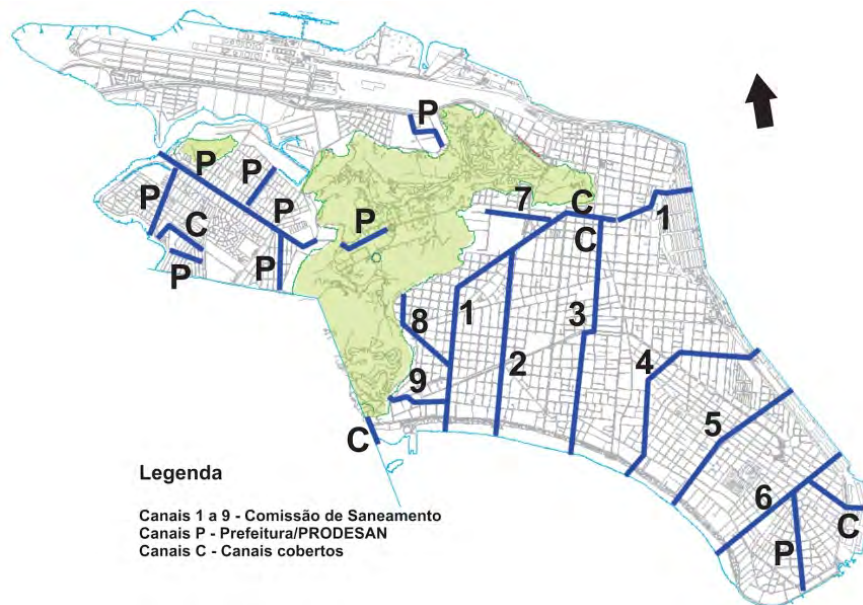 P
P
P
P
C
P
P
P
P
7
C
C
1
8
1
2
3
9
4
5
C
6
P
C
Legenda
Canais 1 a 9 - Comissão de Saneamento
Canais P - Prefeitura/PRODESAN
Canais C - Canais cobertos